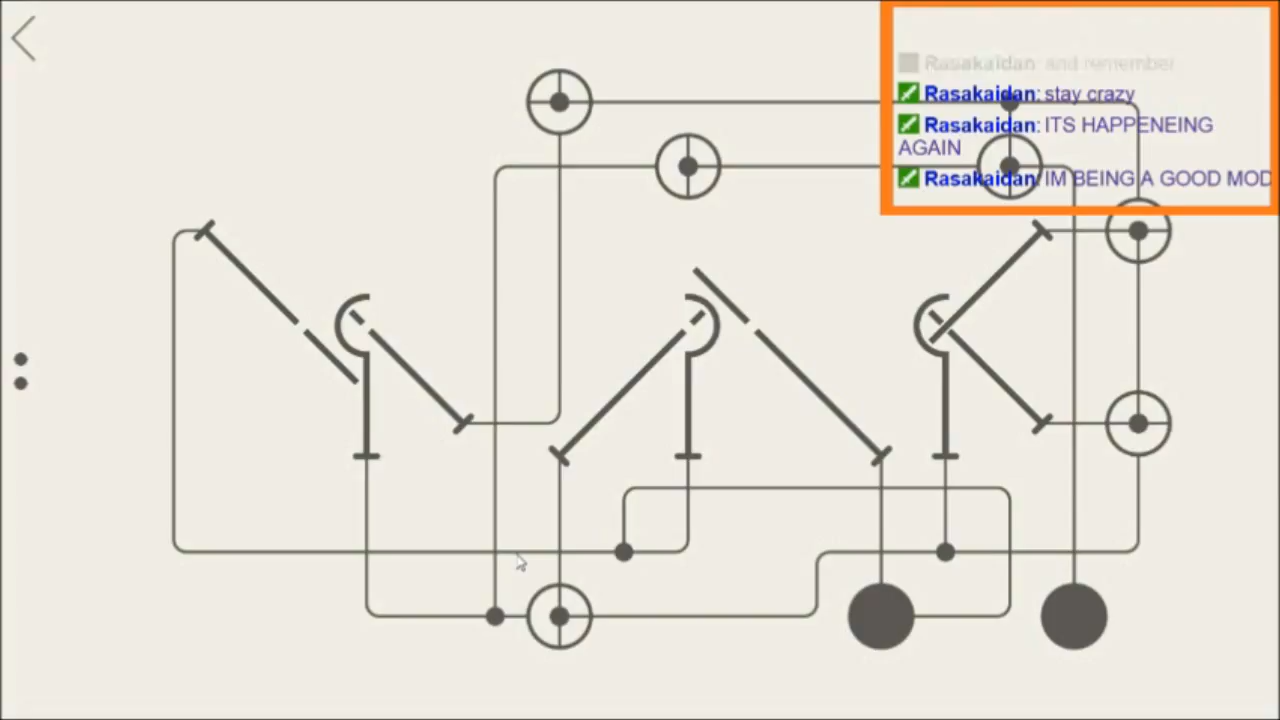 Rasakaidan: and remember
Rasakaidan: stay crazy
Rasakaidan: ITS HAPPENEING
AGAIN
Rasakaidan: IM BEING A GOOD MOD